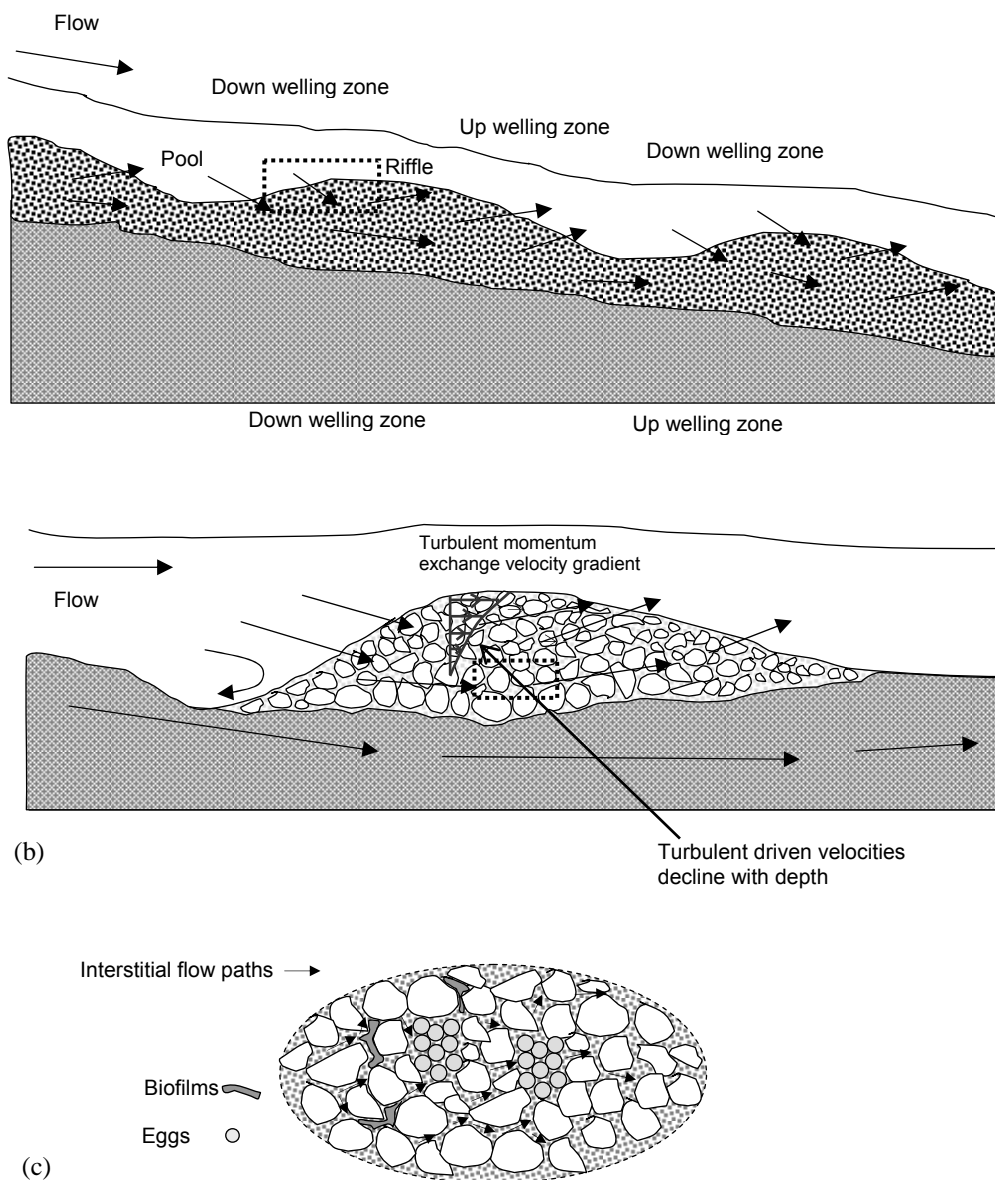 Flow
Down welling zone
Up welling zone
Down welling zone
Pool
Riffle
Down welling zone
Up welling zone
Turbulent momentum
exchange velocity gradient
Flow
(b)
Turbulent driven velocities
decline with depth
Interstitial flow paths
Biofilms
Eggs
(c)